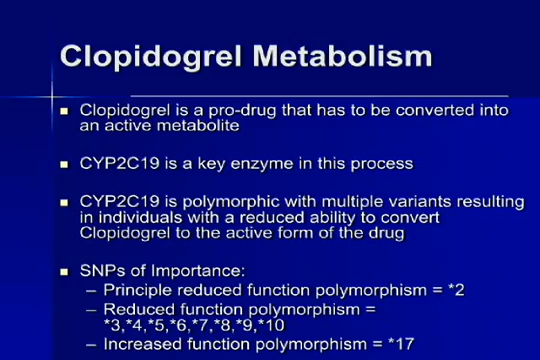 Clopidogrel Metabolism
Clopidogrel is a pro-drug that has to be converted into
an active metabolite
CYP2C19 is a key enzyme in this process
CYP2C19 is polymorphic with multiple variants resulting
in individuals with a reduced ability to convert
Clopidogrel to the active form of the drug
SNPs of Importance:
– Principle reduced function polymorphism = *2
– Reduced function polymorphism =
*3,*4,*5,*6,*7,*8,*9,*10
– Increased function polymorphism = *17